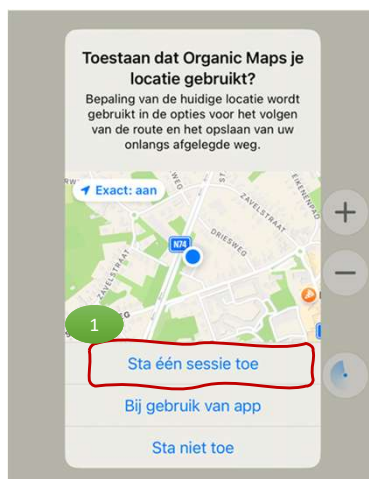 Toestaan dat Organic Maps je
locatie gebruikt?
Bepaling van de huidige locatie wordt
gebruikt in de opties voor het volgen
van de route en het opslaan van uw
onlangs afgelegde weg.
Exact: aan
ZAVELSTRAAT
EIKENENPAD
DRIESWEG
N74
ZAVELSTRAAT
1
Sta één sessie toe
Bij gebruik van app
Sta niet toe